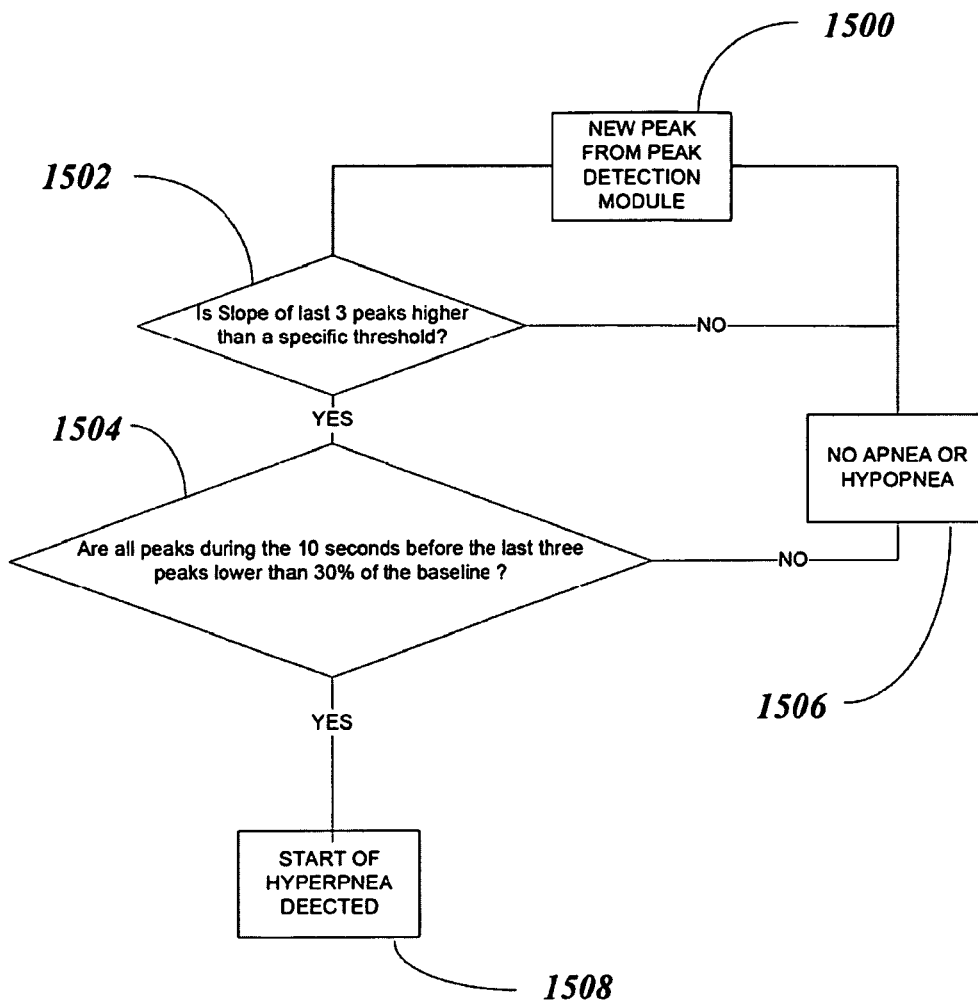 1500
NEW PEAK
FROM PEAK
DETECTION
MODULE
1502
Is Slope of last 3 peaks higher
than a specific threshold?
NO
YES
1504
NO APNEA OR
HYPOPNEA
Are all peaks during the 10 seconds before the last three
peaks lower than 30% of the baseline ?
NO
1506
YES
START OF
HYPERPNEA
DEECTED
1508